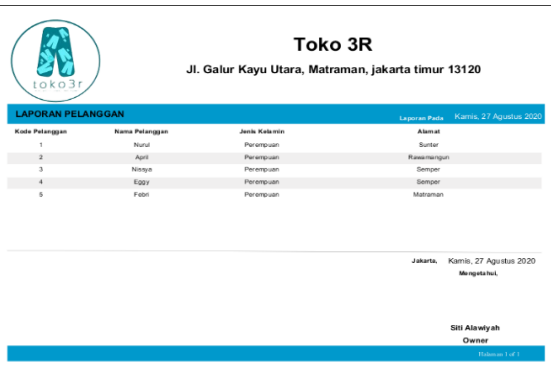 Toko 3R
Jl. Galur Kayu Utara, Matraman, jakarta timur 13120
toko3r
LAPORAN PELANGGAN Laporan Pada Kamis, 27 Agustus 2020
Kode Pelanggan Nama Pelanggan Jenis Kelamin Alamat
1 Nurul Perempuan Sunter
2 April Perempuan Rawamangun
3 Nissya Perempuan Semper
4 Eggy Perempuan Semper
5 Febri Perempuan Matraman
Jakarta, Kamis, 27 Agustus 2020
Mengetahui,
Siti Alawiyah
Owner
Halaman 1 of 1